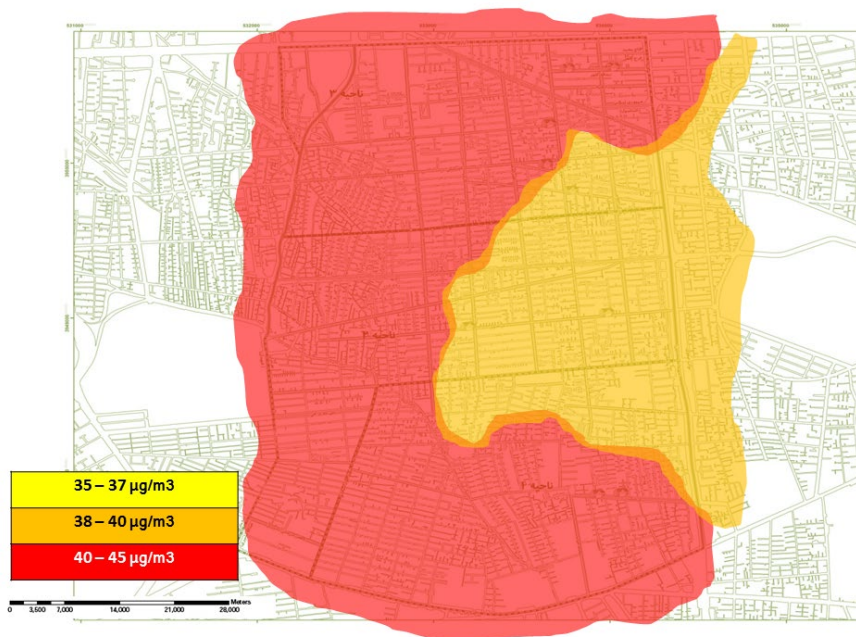 ناحیه ۳
ناحیه ۲
ناحیه ۱
35 – 37 µg/m3
38 – 40 µg/m3
40 – 45 µg/m3
Meters
0 3,500 7,000 14,000 21,000 28,000